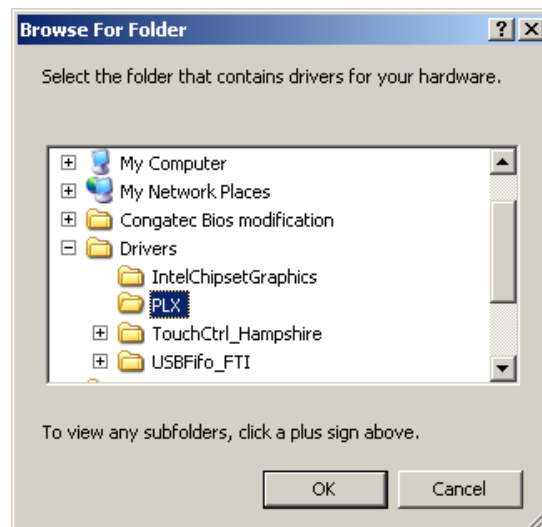 Browse For Folder
Select the folder that contains drivers for your hardware.
My Computer
My Network Places
Congatec Bios modification
Drivers
IntelChipsetGraphics
PLX
TouchCtrl_Hampshire
USBFifo_FTI
To view any subfolders, click a plus sign above.
OK Cancel